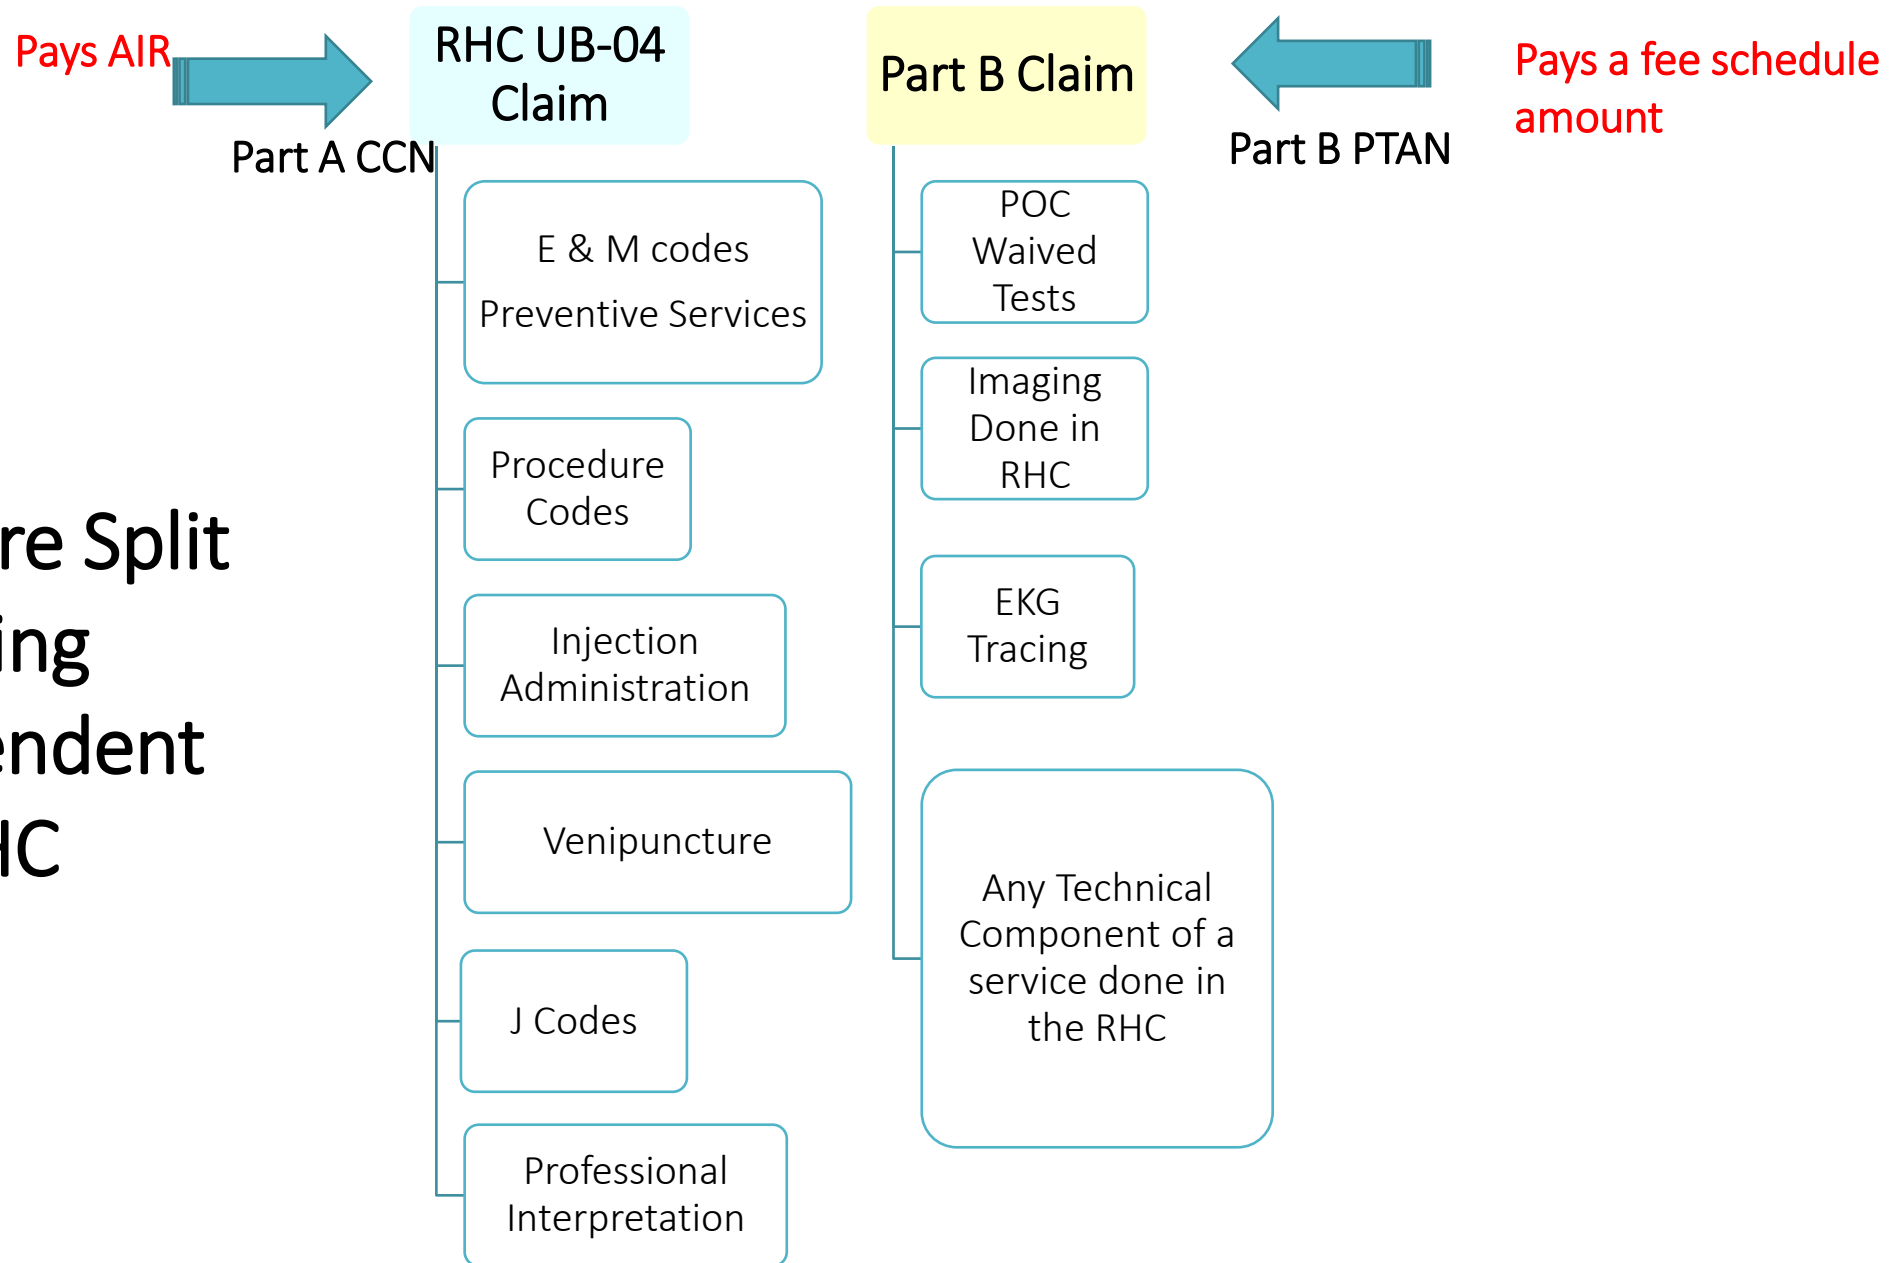 Pays AIR
RHC UB-04
Claim
Part A CCN
Part B Claim
Pays a fee schedule
amount
Part B PTAN
E & M codes
Preventive Services
Procedure
Codes
Injection
Administration
Venipuncture
J Codes
Professional
Interpretation
POC
Waived
Tests
Imaging
Done in
RHC
EKG
Tracing
Any Technical
Component of a
service done in
the RHC
re Split
ing
endent
HC